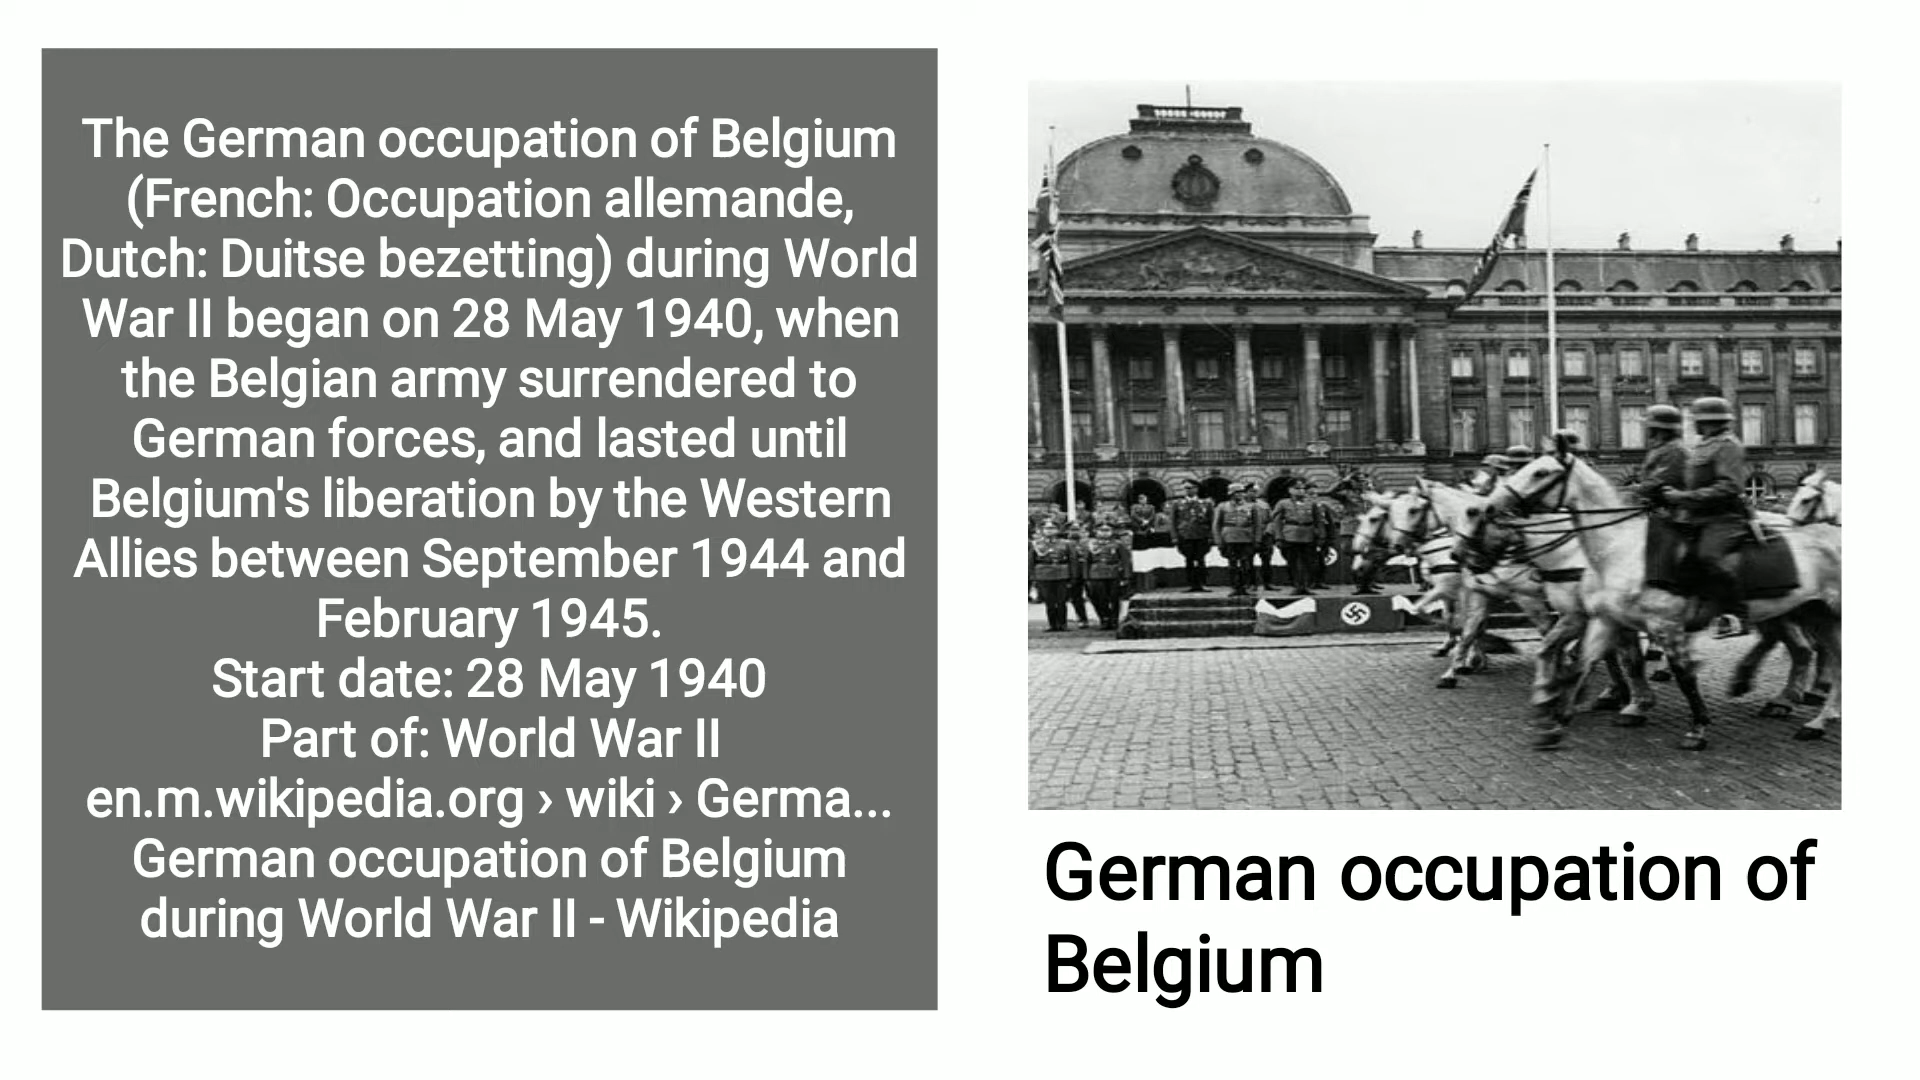 The German occupation of Belgium
(French: Occupation allemande,
Dutch: Duitse bezetting) during World
War II began on 28 May 1940, when
the Belgian army surrendered to
German forces, and lasted until
Belgium's liberation by the Western
Allies between September 1944 and
February 1945.
Start date: 28 May 1940
Part of: World War II
en.m.wikipedia.org › wiki › Germa...
German occupation of Belgium
during World War II - Wikipedia
German occupation of
Belgium